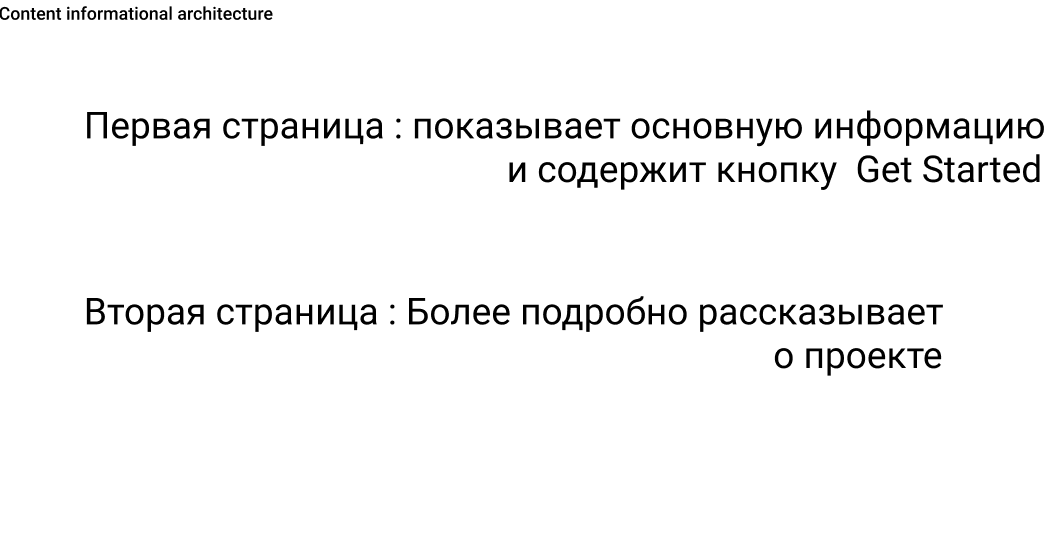 Content informational architecture
Первая страница : показывает основную информацию
и содержит кнопку  Get Started
Вторая страница : Более подробно рассказывает
о проекте